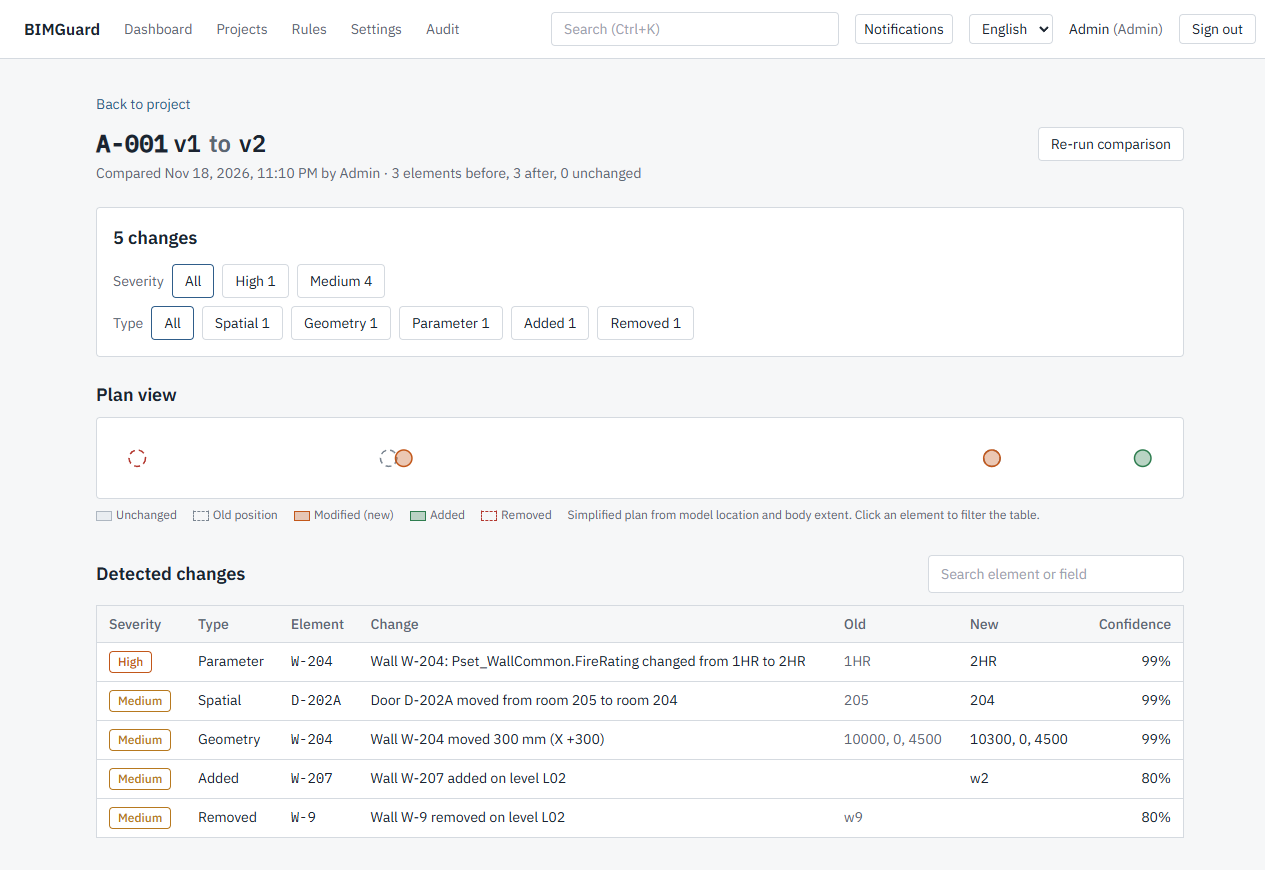 BIMGuard Dashboard Projects Rules Settings Audit Search (Ctrl+K) Notifications English Admin (Admin) Sign out
Back to project
A-001 v1 to v2 Re-run comparison
Compared Nov 18, 2026, 11:10 PM by Admin · 3 elements before, 3 after, 0 unchanged
5 changes
Severity All High 1 Medium 4
Type All Spatial 1 Geometry 1 Parameter 1 Added 1 Removed 1
Plan view
Unchanged Old position Modified (new) Added Removed Simplified plan from model location and body extent. Click an element to filter the table.
Detected changes Search element or field
Severity Type Element Change Old New Confidence
High Parameter W-204 Wall W-204: Pset_WallCommon.FireRating changed from 1HR to 2HR 1HR 2HR 99%
Medium Spatial D-202A Door D-202A moved from room 205 to room 204 205 204 99%
Medium Geometry W-204 Wall W-204 moved 300 mm (X +300) 10000, 0, 4500 10300, 0, 4500 99%
Medium Added W-207 Wall W-207 added on level L02 w2 80%
Medium Removed W-9 Wall W-9 removed on level L02 w9 80%